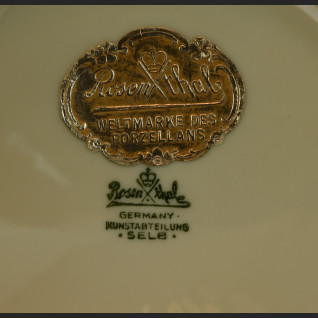 Rosenthal
WELTMARKE DES
PORZELLANS
Rosenthal
GERMANY
KUNSTABTEILUNG
• SELB •